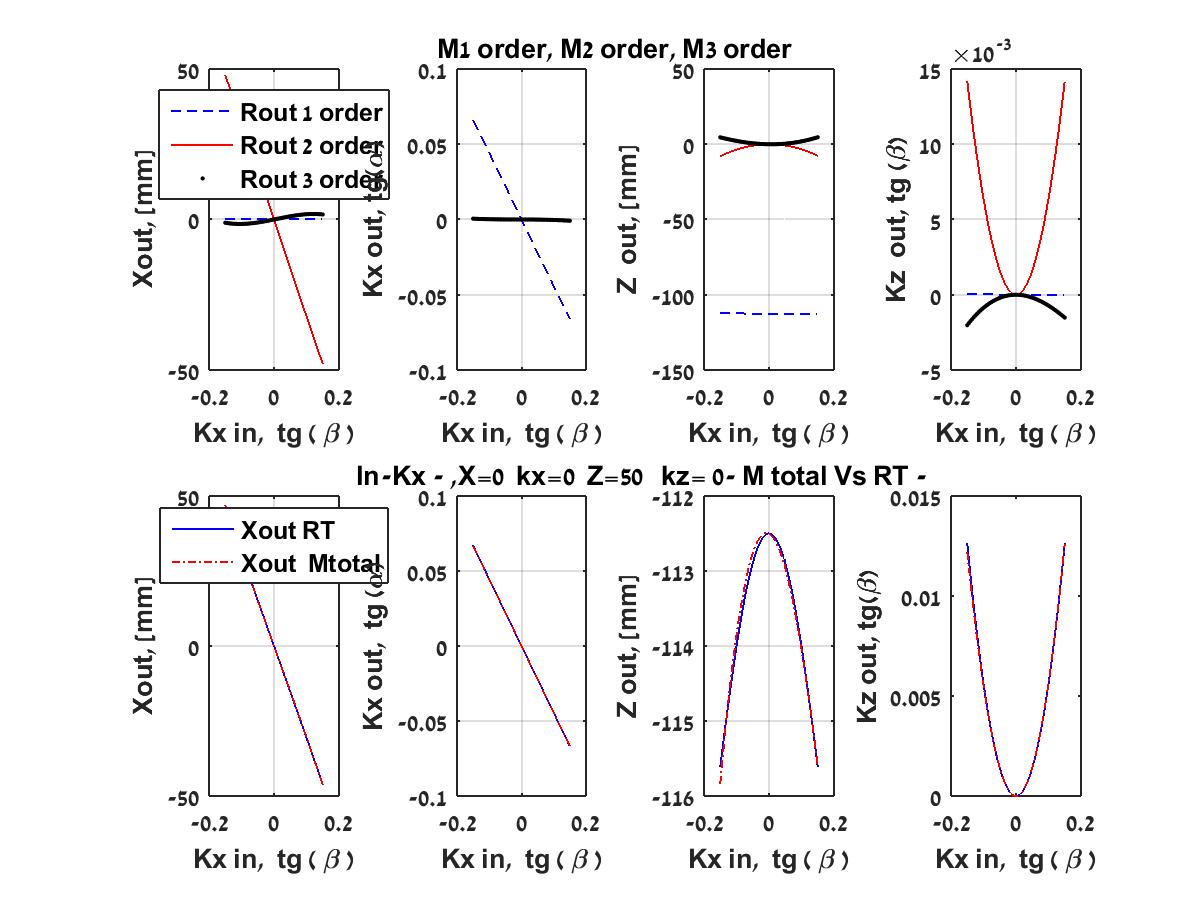 M1 order, M2 order, M3 order
50
0
-50
Xout, [mm]
-0.2 0 0.2
Kx in, tg ( β )
Rout 1 order
Rout 2 order
Rout 3 order
0.1
0.05
0
-0.05
-0.1
Kx out, tg(α)
-0.2 0 0.2
Kx in, tg ( β )
50
0
-50
-100
-150
Z out, [mm]
-0.2 0 0.2
Kx in, tg ( β )
×10⁻³
15
10
5
0
-5
Kz out, tg (β)
-0.2 0 0.2
Kx in, tg ( β )
In-Kx - ,X=0 kx=0 Z=50 kz= 0- M total Vs RT -
50
0
-50
Xout, [mm]
-0.2 0 0.2
Kx in, tg ( β )
Xout RT
Xout Mtotal
0.1
0.05
0
-0.05
-0.1
Kx out, tg (α)
-0.2 0 0.2
Kx in, tg ( β )
-112
-113
-114
-115
-116
Z out, [mm]
-0.2 0 0.2
Kx in, tg ( β )
0.015
0.01
0.005
0
Kz out, tg(β)
-0.2 0 0.2
Kx in, tg ( β )